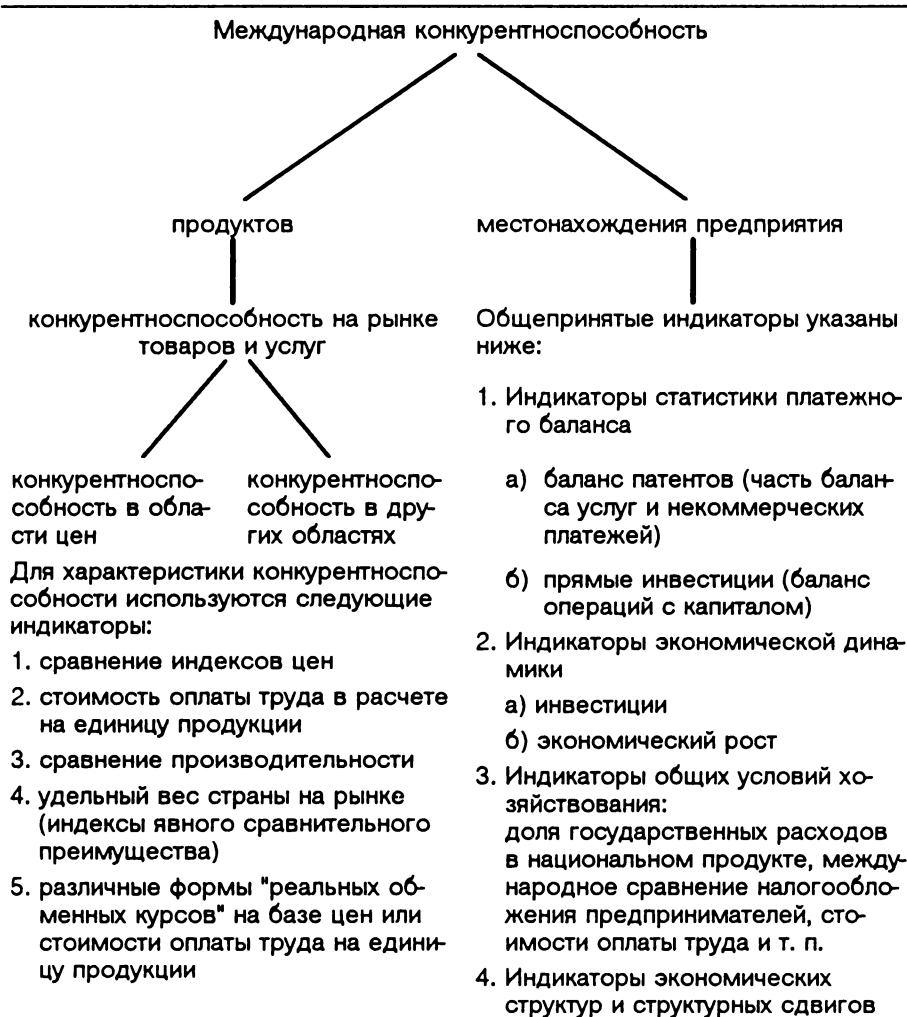 Международная конкурентноспособность
продуктов
конкурентноспособность на рынке
товаров и услуг
конкурентноспо-
собность в обла-
сти цен
конкурентноспо-
собность в дру-
гих областях
Для характеристики конкурентноспо-
собности используются следующие
индикаторы:
1. сравнение индексов цен
2. стоимость оплаты труда в расчете
на единицу продукции
3. сравнение производительности
4. удельный вес страны на рынке
(индексы явного сравнительного
преимущества)
5. различные формы "реальных об-
менных курсов" на базе цен или
стоимости оплаты труда на едини-
цу продукции
местонахождения предприятия
Общепринятые индикаторы указаны
ниже:
1. Индикаторы статистики платежно-
го баланса
а) баланс патентов (часть балан-
са услуг и некоммерческих
платежей)
б) прямые инвестиции (баланс
операций с капиталом)
2. Индикаторы экономической дина-
мики
а) инвестиции
б) экономический рост
3. Индикаторы общих условий хо-
зяйствования:
доля государственных расходов
в национальном продукте, между-
народное сравнение налогообло-
жения предпринимателей, сто-
имости оплаты труда и т. п.
4. Индикаторы экономических
структур и структурных сдвигов